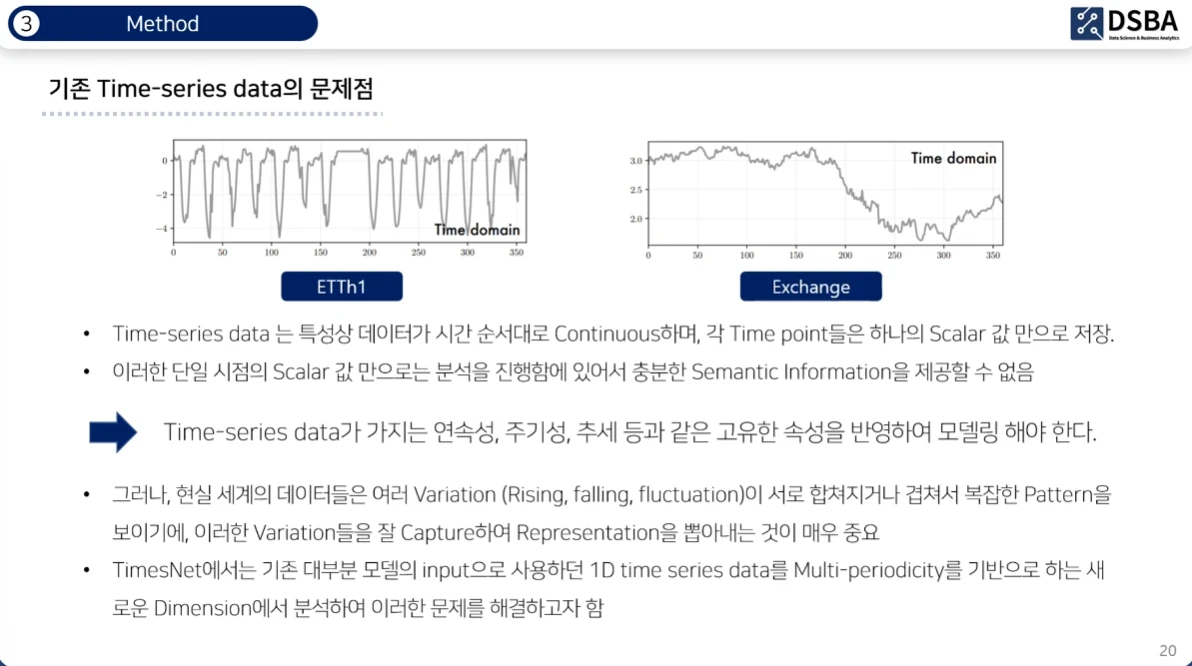 3
Method
DSBA
Data Science & Business Analytics
기존 Time-series data의 문제점
0
−2
−4
Time domain
0 50 100 150 200 250 300 350
ETTh1
3.0
2.5
2.0
Time domain
0 50 100 150 200 250 300 350
Exchange
• Time-series data 는 특성상 데이터가 시간 순서대로 Continuous하며, 각 Time point들은 하나의 Scalar 값 만으로 저장.
• 이러한 단일 시점의 Scalar 값 만으로는 분석을 진행함에 있어서 충분한 Semantic Information을 제공할 수 없음
Time-series data가 가지는 연속성, 주기성, 추세 등과 같은 고유한 속성을 반영하여 모델링 해야 한다.
• 그러나, 현실 세계의 데이터들은 여러 Variation (Rising, falling, fluctuation)이 서로 합쳐지거나 겹쳐서 복잡한 Pattern을
보이기에, 이러한 Variation들을 잘 Capture하여 Representation을 뽑아내는 것이 매우 중요
• TimesNet에서는 기존 대부분 모델의 input으로 사용하던 1D time series data를 Multi-periodicity를 기반으로 하는 새
로운 Dimension에서 분석하여 이러한 문제를 해결하고자 함
20